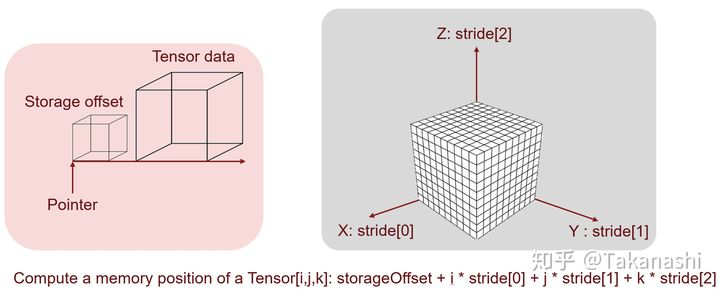 Tensor data
Storage offset
Pointer
Z: stride[2]
X: stride[0]
Y : stride[1]
知乎 @Takanashi
Compute a memory position of a Tensor[i,j,k]: storageOffset + i * stride[0] + j * stride[1] + k * stride[2]